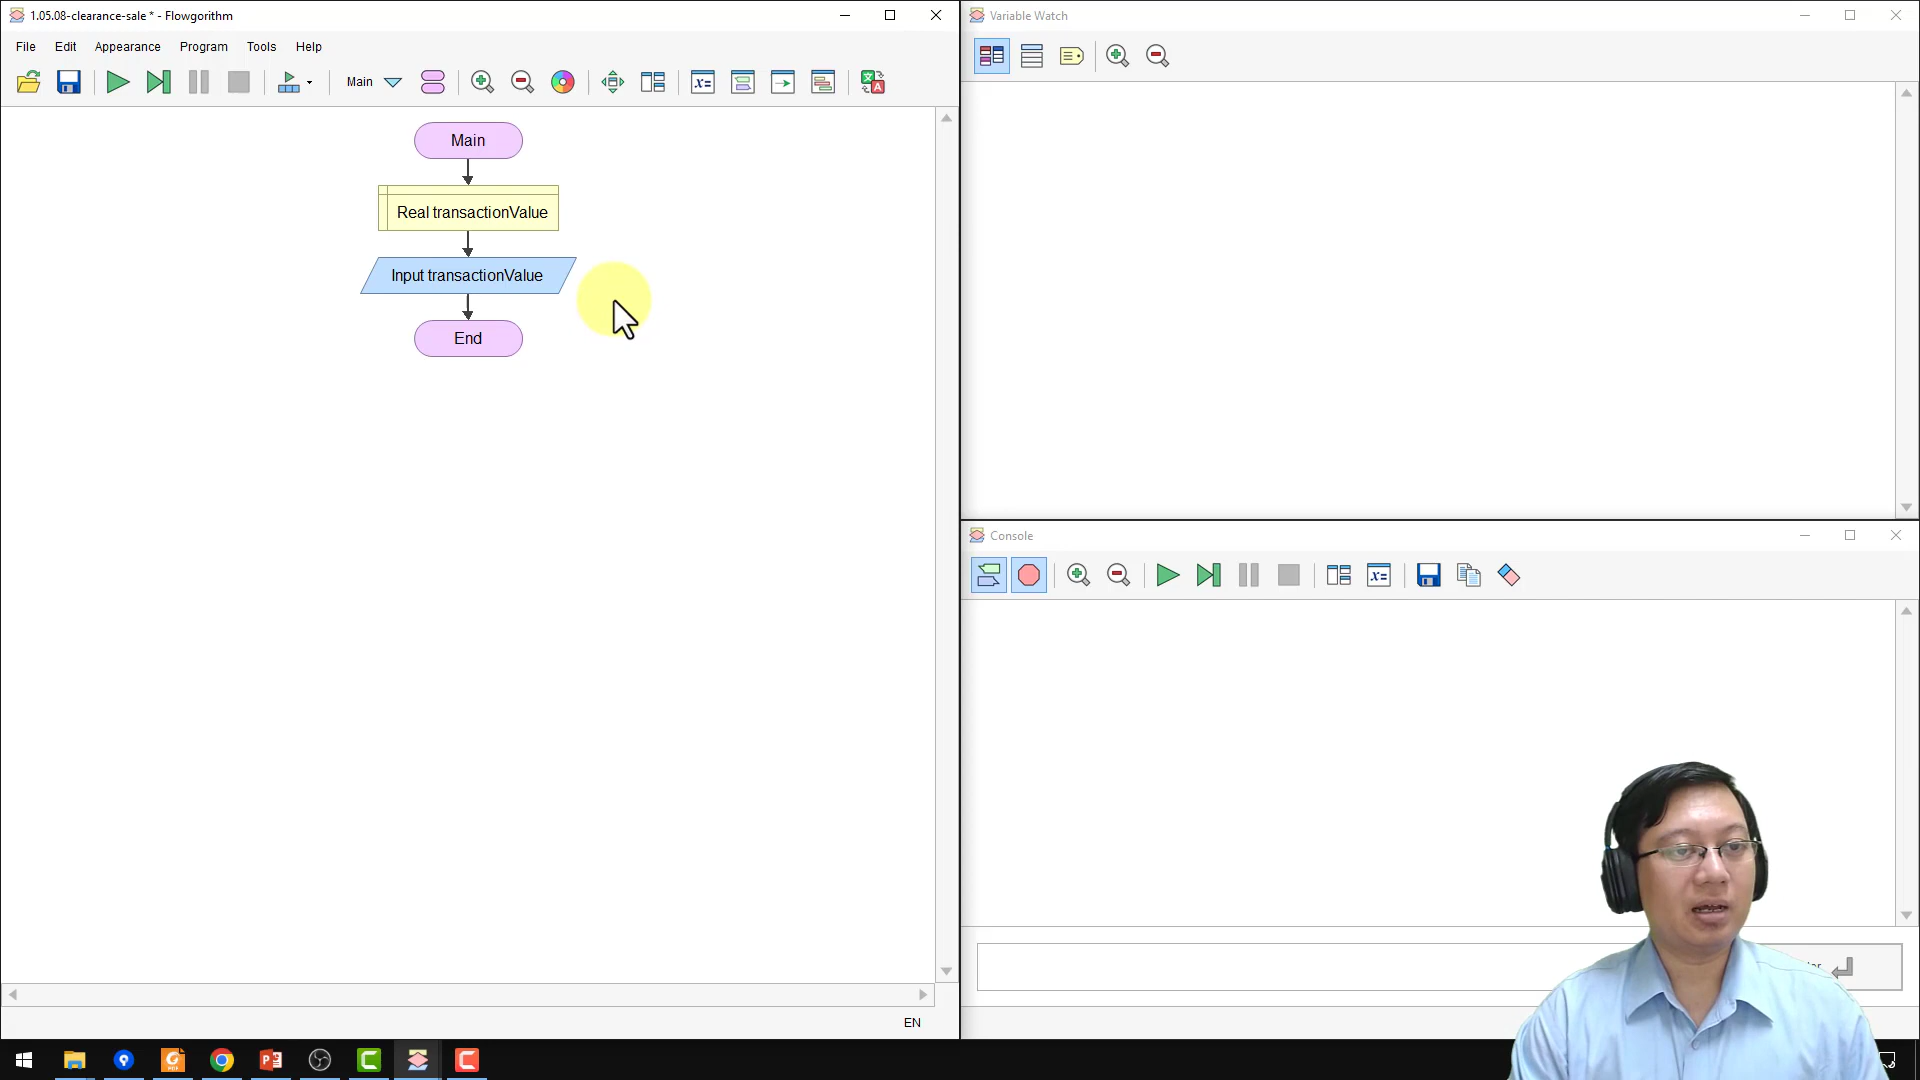 1.05.08-clearance-sale * - Flowgorithm
File Edit Appearance Program Tools Help
Main
Main
Real transactionValue
Input transactionValue
End
EN
Variable Watch
Console